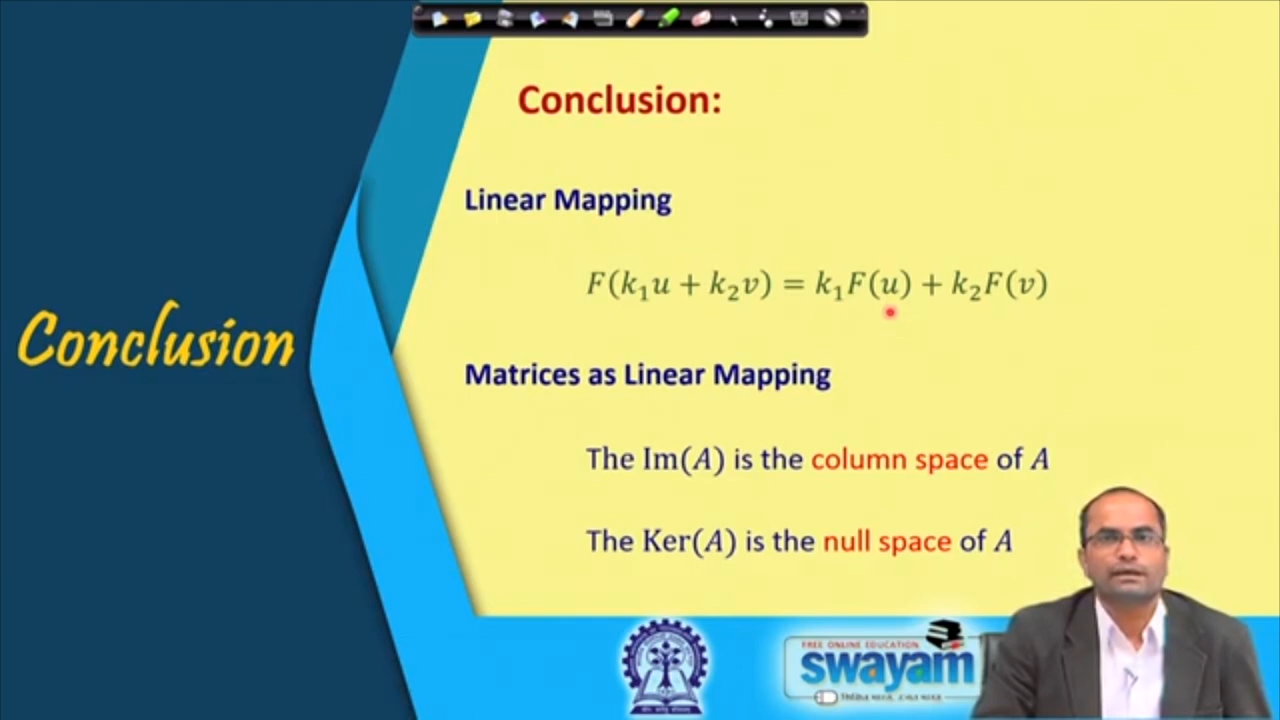 Conclusion:
Linear Mapping
F(k₁u + k₂v) = k₁F(u) + k₂F(v)
Conclusion
Matrices as Linear Mapping
The Im(A) is the column space of A
The Ker(A) is the null space of A
FREE ONLINE EDUCATION
swayam